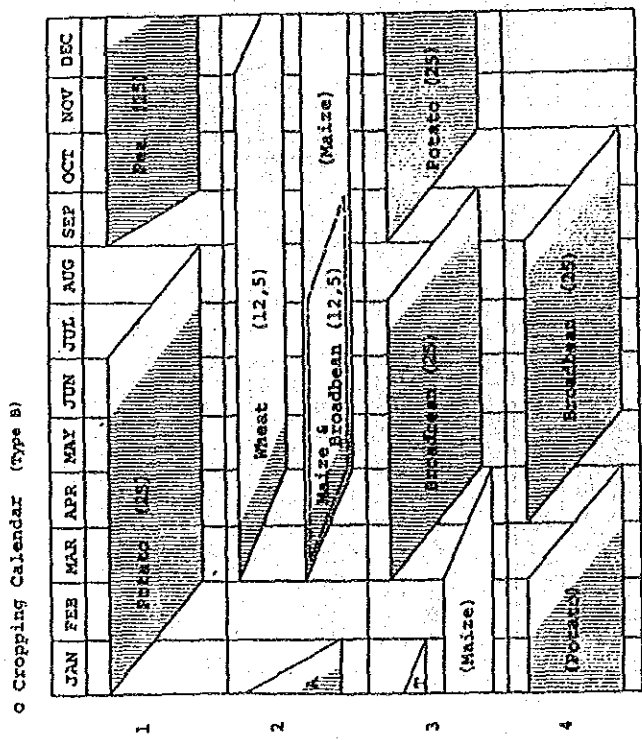 o Cropping Calendar (Type B)
JAN FEB MAR APR MAY JUN JUL AUG SEP OCT NOV DEC
1
Potato (25)
Pea (25)
2
A
Wheat (12,5)
Maize &
Broadbean (12,5)
(Maize)
3
(Maize)
Broadbean (25)
Potato (25)
4
(Potato)
Broadbean (25)